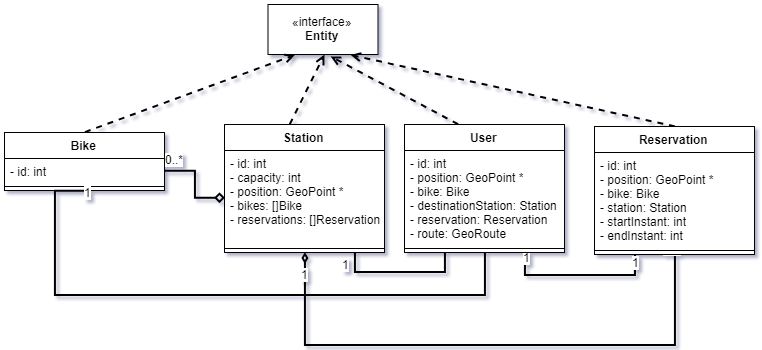 «interface»
Entity
Bike
- id: int
0..*
1
Station
- id: int
- capacity: int
- position: GeoPoint *
- bikes: []Bike
- reservations: []Reservation
1
1
User
- id: int
- position: GeoPoint *
- bike: Bike
- destinationStation: Station
- reservation: Reservation
- route: GeoRoute
1
Reservation
- id: int
- position: GeoPoint *
- bike: Bike
- station: Station
- startInstant: int
- endInstant: int
1